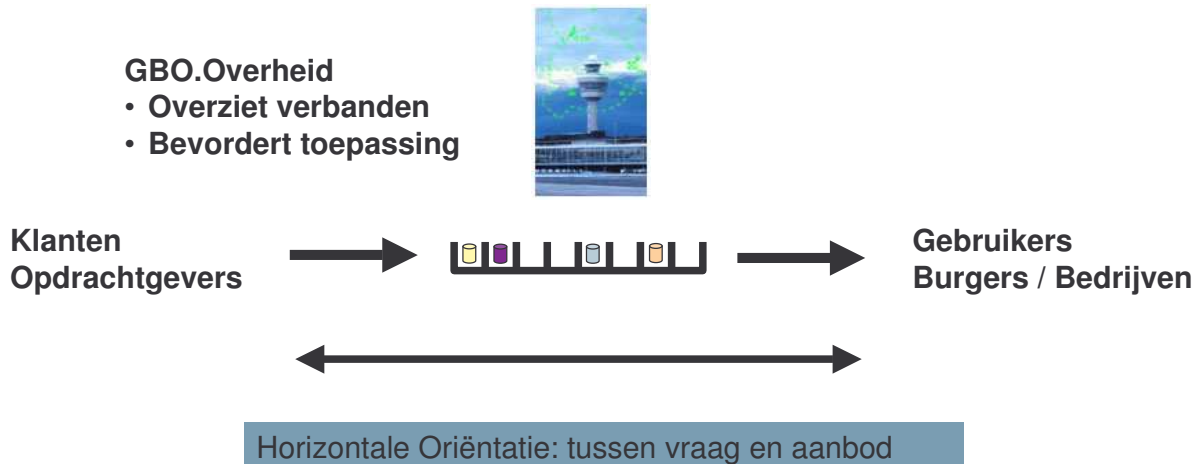 GBO.Overheid
• Overziet verbanden
• Bevordert toepassing
Klanten
Opdrachtgevers
Gebruikers
Burgers / Bedrijven
Horizontale Oriëntatie: tussen vraag en aanbod